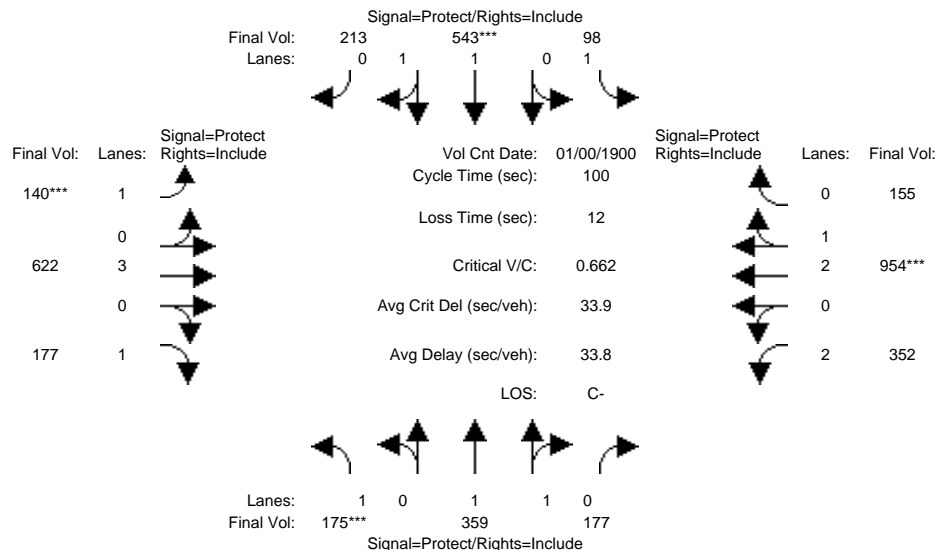 Signal=Protect/Rights=Include
Final Vol: 213 543*** 98
Lanes: 0 1 1 0 1
Signal=Protect
Final Vol: Lanes: Rights=Include
Vol Cnt Date: 01/00/1900
Signal=Protect
Rights=Include Lanes: Final Vol:
Cycle Time (sec): 100
140*** 1
0 155
Loss Time (sec): 12
0
1
622 3
Critical V/C: 0.662
2 954***
0
Avg Crit Del (sec/veh): 33.9
0
177 1
Avg Delay (sec/veh): 33.8
2 352
LOS: C-
Lanes: 1 0 1 1 0
Final Vol: 175*** 359 177
Signal=Protect/Rights=Include